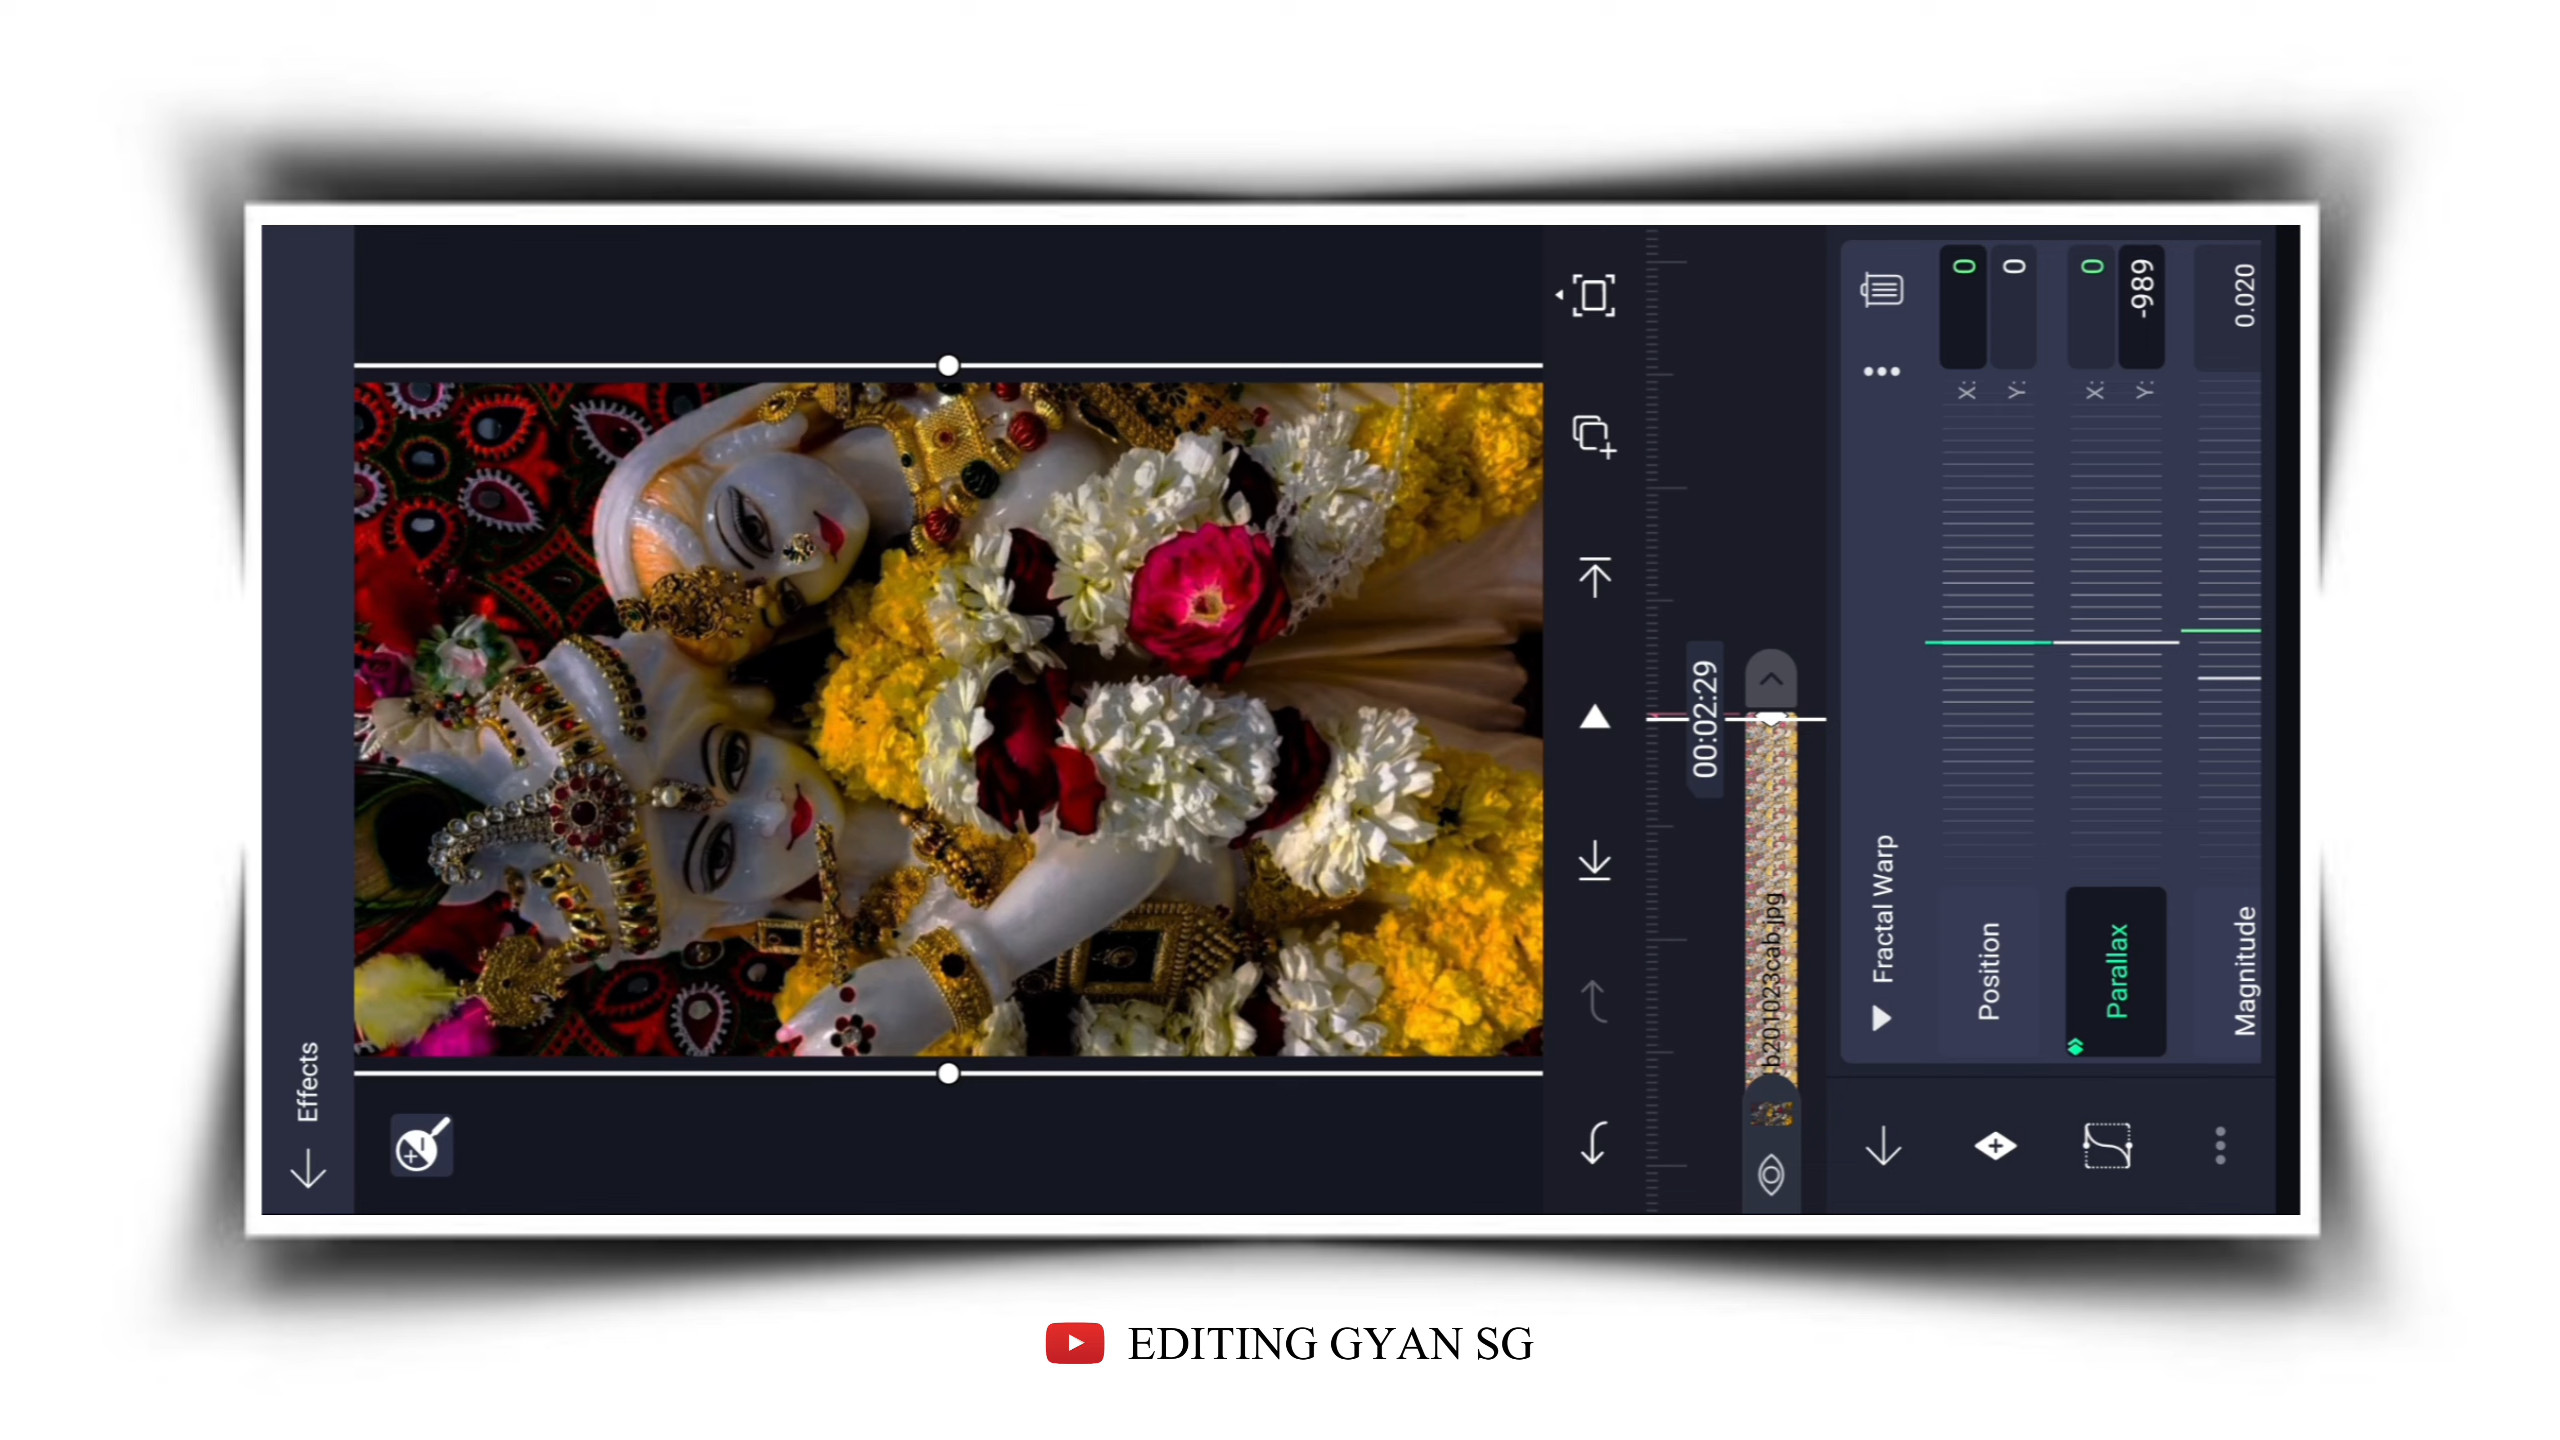 Effects
00:02:29
b201023cab.jpg
Fractal Warp
Position
X: 0
Y: 0
Parallax
X: 0
Y: -989
Magnitude
0.020
EDITING GYAN SG